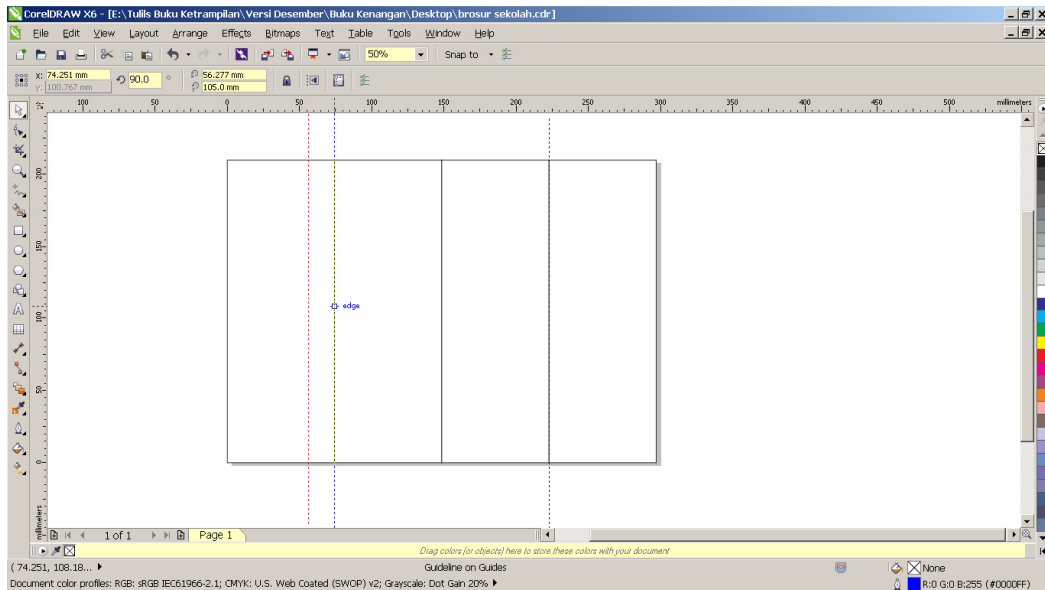 CorelDRAW X6 - [E:\Tulils Buku Ketrampilan\Versi Desember\Buku Kenangan\Desktop\brosur sekolah.cdr]
File Edit View Layout Arrange Effects Bitmaps Text Table Tools Window Help
50% Snap to
x: 74.251 mm 90.0 ° 56.277 mm
y: 100.767 mm 105.0 mm
100 50 0 50 100 150 200 250 300 350 400 450 500 millimeters
200
150
edge
100
50
0
millimeters
1 of 1 Page 1
Drag colors (or objects) here to store these colors with your document
( 74.251, 108.18... Guideline on Guides None
Document color profiles: RGB: sRGB IEC61966-2.1; CMYK: U.S. Web Coated (SWOP) v2; Grayscale: Dot Gain 20% R:0 G:0 B:255 (#0000FF)